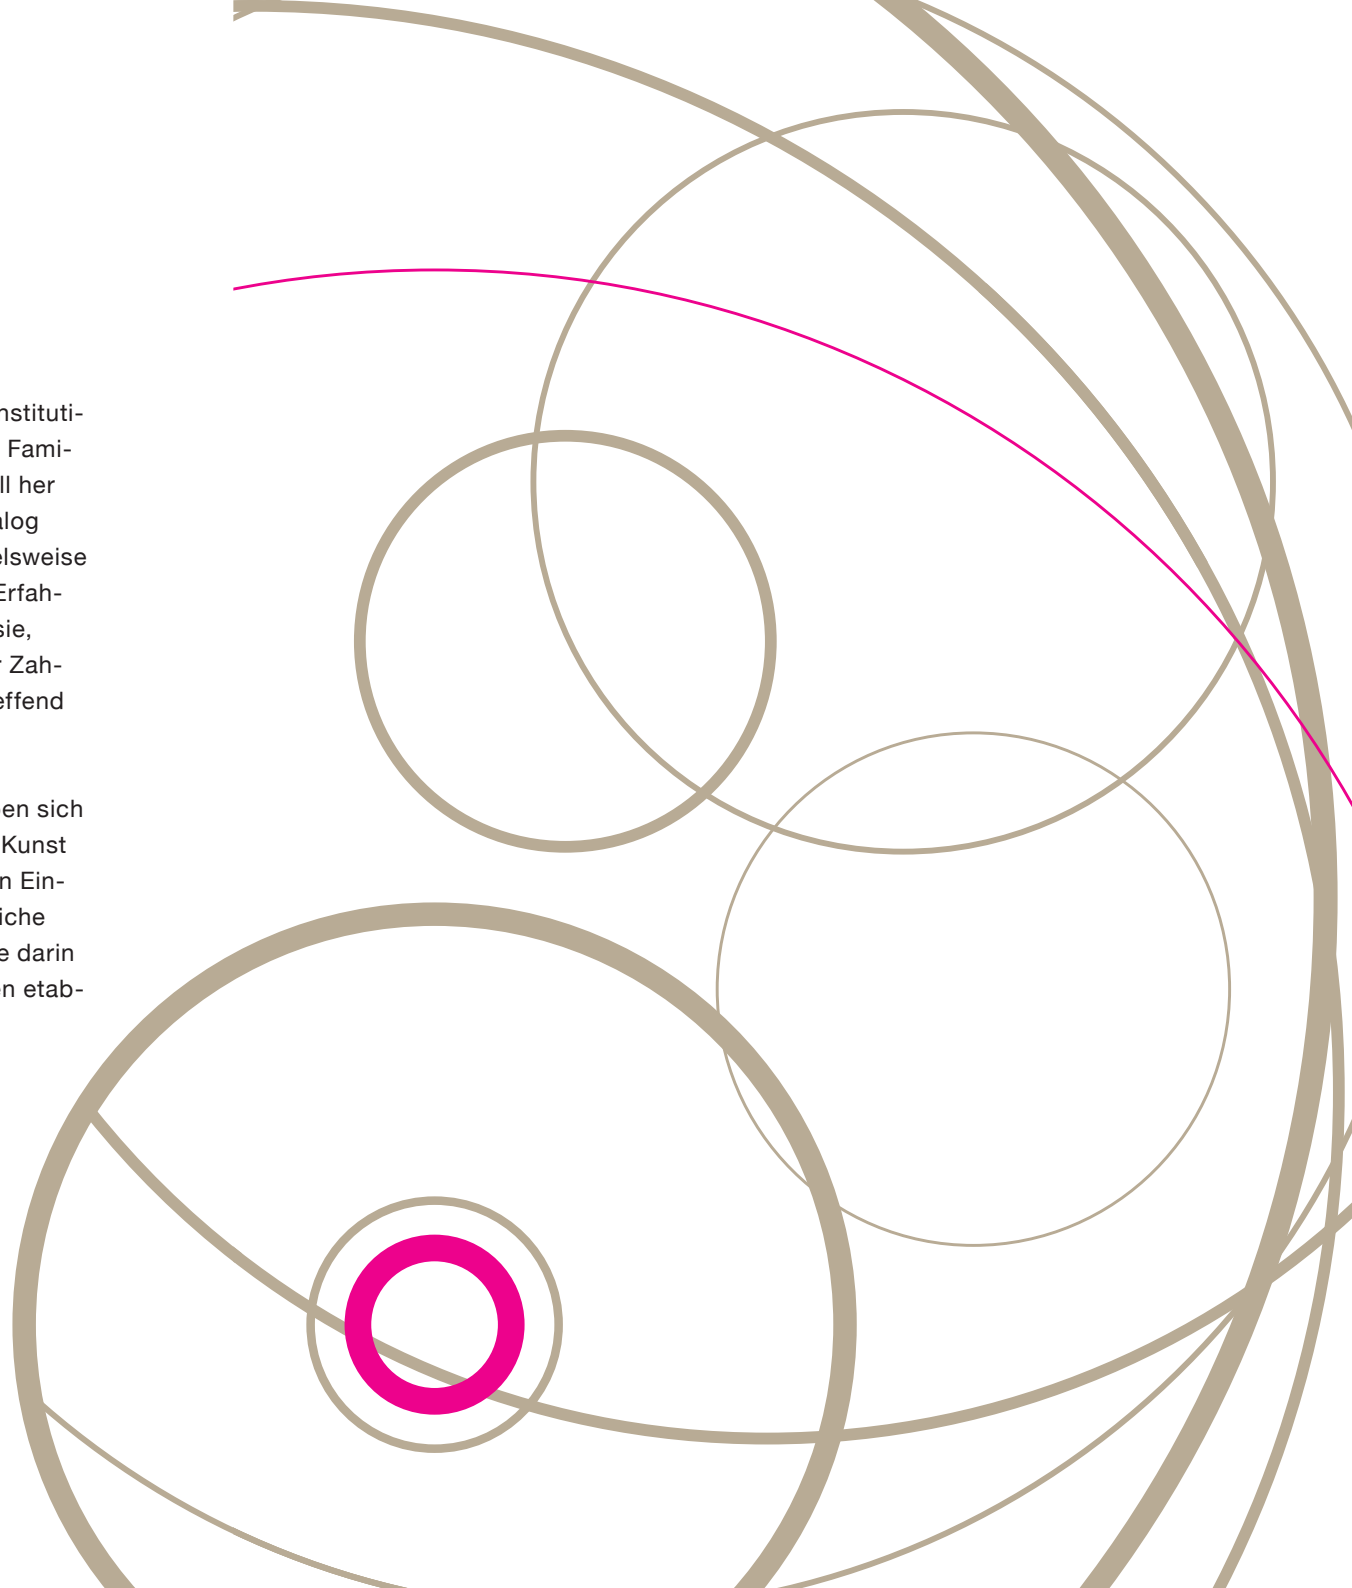 nstituti-
Fami-
ll her
alog
elsweise
Erfah-
sie,
r Zah-
effend
en sich
Kunst
n Ein-
iche
e darin
n etab-